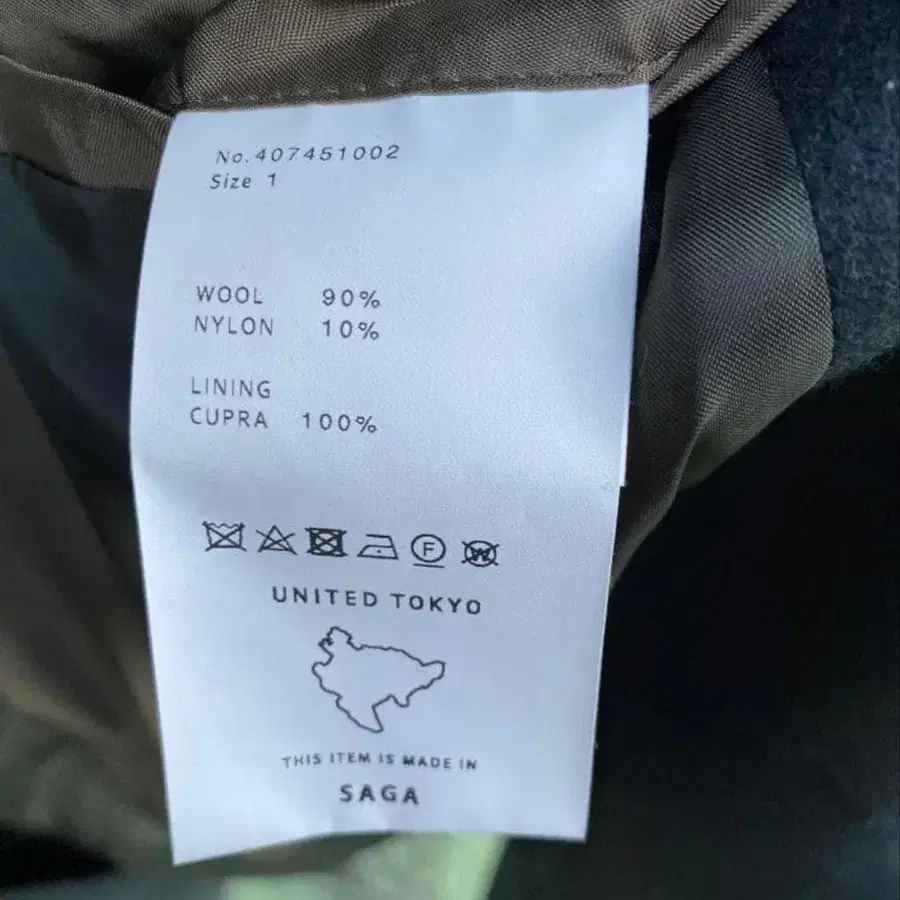 No.407451002
Size 1
WOOL 90%
NYLON 10%
LINING
CUPRA 100%
F W
UNITED TOKYO
THIS ITEM IS MADE IN
SAGA